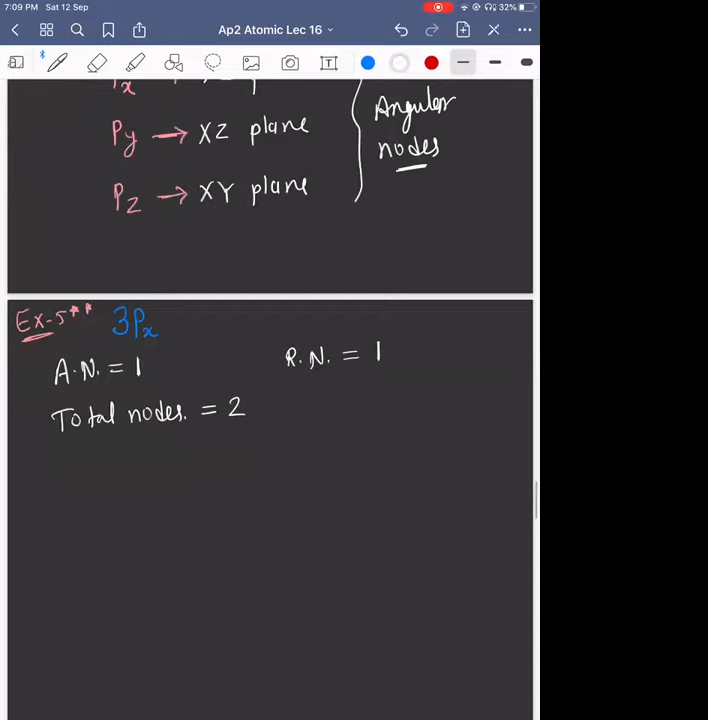 7:09 PM Sat 12 Sep
32%
Ap2 Atomic Lec 16
T
Px
Angular
nodes
Py → XZ plane
Pz → XY plane
Ex-5** 3Px
A.N. = 1
R.N. = 1
Total nodes. = 2